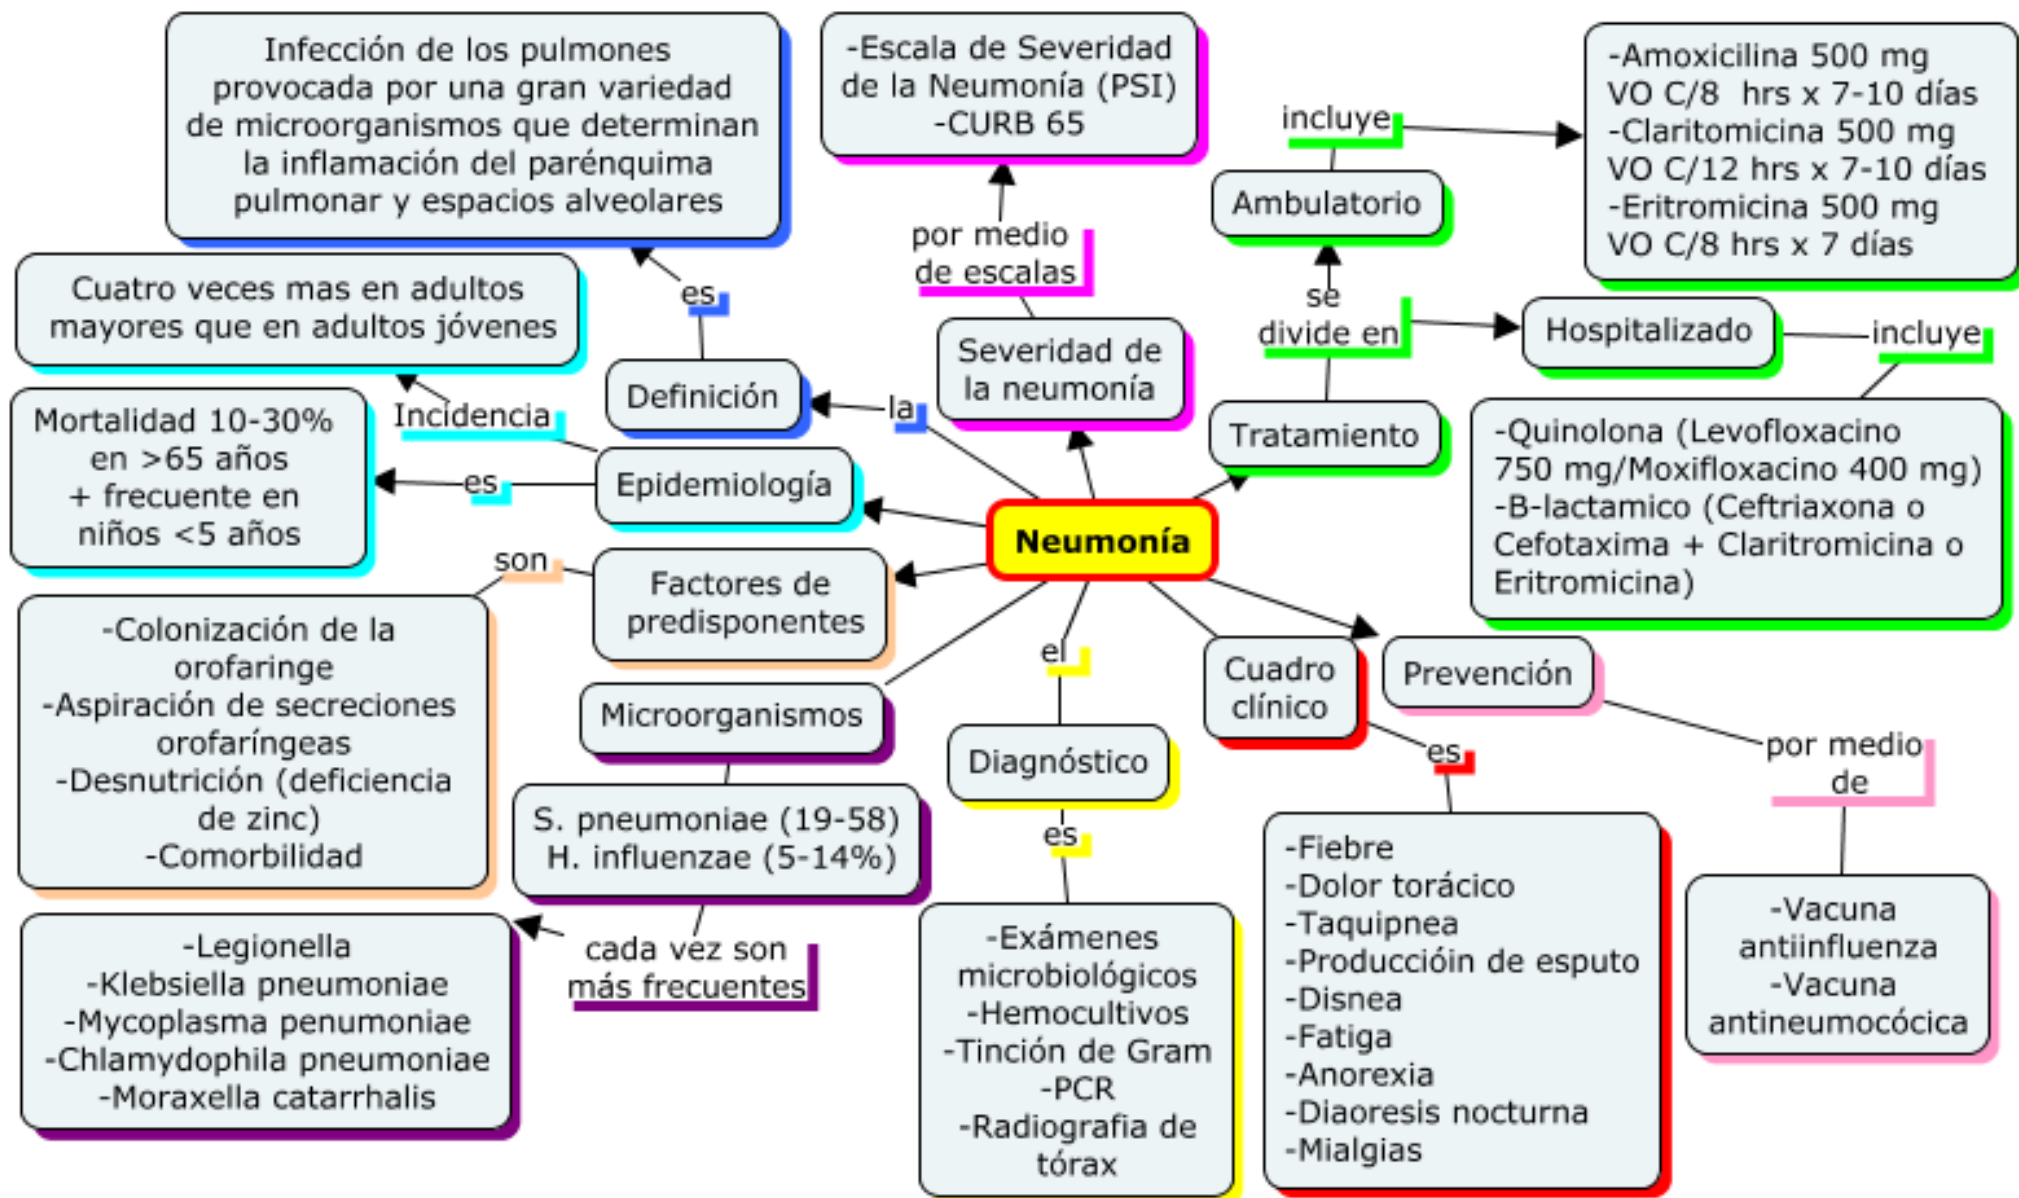 Infección de los pulmones
provocada por una gran variedad
de microorganismos que determinan
la inflamación del parénquima
pulmonar y espacios alveolares
-Escala de Severidad
de la Neumonía (PSI)
-CURB 65
-Amoxicilina 500 mg
VO C/8 hrs x 7-10 días
-Claritomicina 500 mg
VO C/12 hrs x 7-10 días
-Eritromicina 500 mg
VO C/8 hrs x 7 días
incluye
Ambulatorio
por medio
de escalas
es
Cuatro veces mas en adultos
mayores que en adultos jóvenes
se
divide en
Hospitalizado
incluye
Severidad de
la neumonía
Definición
la
Incidencia
Mortalidad 10-30%
en >65 años
+ frecuente en
niños <5 años
es
Epidemiología
Tratamiento
-Quinolona (Levofloxacino
750 mg/Moxifloxacino 400 mg)
-B-lactamico (Ceftriaxona o
Cefotaxima + Claritromicina o
Eritromicina)
Neumonía
son
Factores de
predisponentes
-Colonización de la
orofaringe
-Aspiración de secreciones
orofaríngeas
-Desnutrición (deficiencia
de zinc)
-Comorbilidad
Microorganismos
el
Cuadro
clínico
Prevención
Diagnóstico
es
por medio
de
S. pneumoniae (19-58)
H. influenzae (5-14%)
es
cada vez son
más frecuentes
-Legionella
-Klebsiella pneumoniae
-Mycoplasma penumoniae
-Chlamydophila pneumoniae
-Moraxella catarrhalis
-Exámenes
microbiológicos
-Hemocultivos
-Tinción de Gram
-PCR
-Radiografia de
tórax
-Fiebre
-Dolor torácico
-Taquipnea
-Produccióin de esputo
-Disnea
-Fatiga
-Anorexia
-Diaoresis nocturna
-Mialgias
-Vacuna
antiinfluenza
-Vacuna
antineumocócica